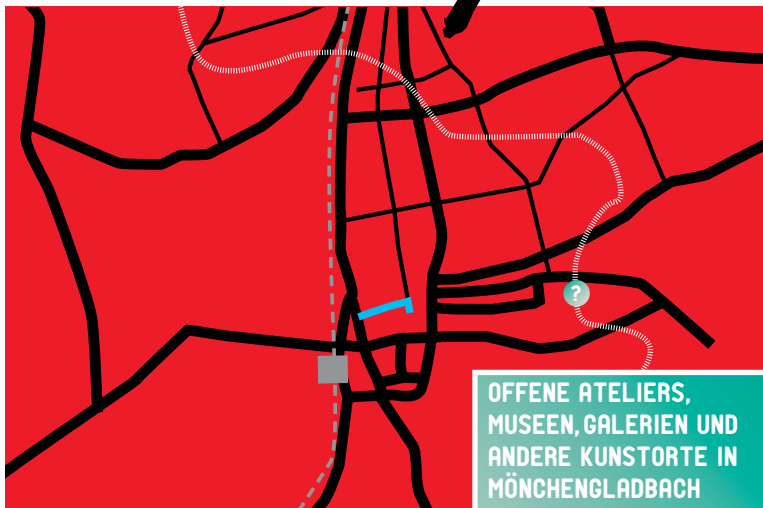 ?
OFFENE ATELIERS,
MUSEEN, GALERIEN UND
ANDERE KUNSTORTE IN
MÖNCHENGLADBACH